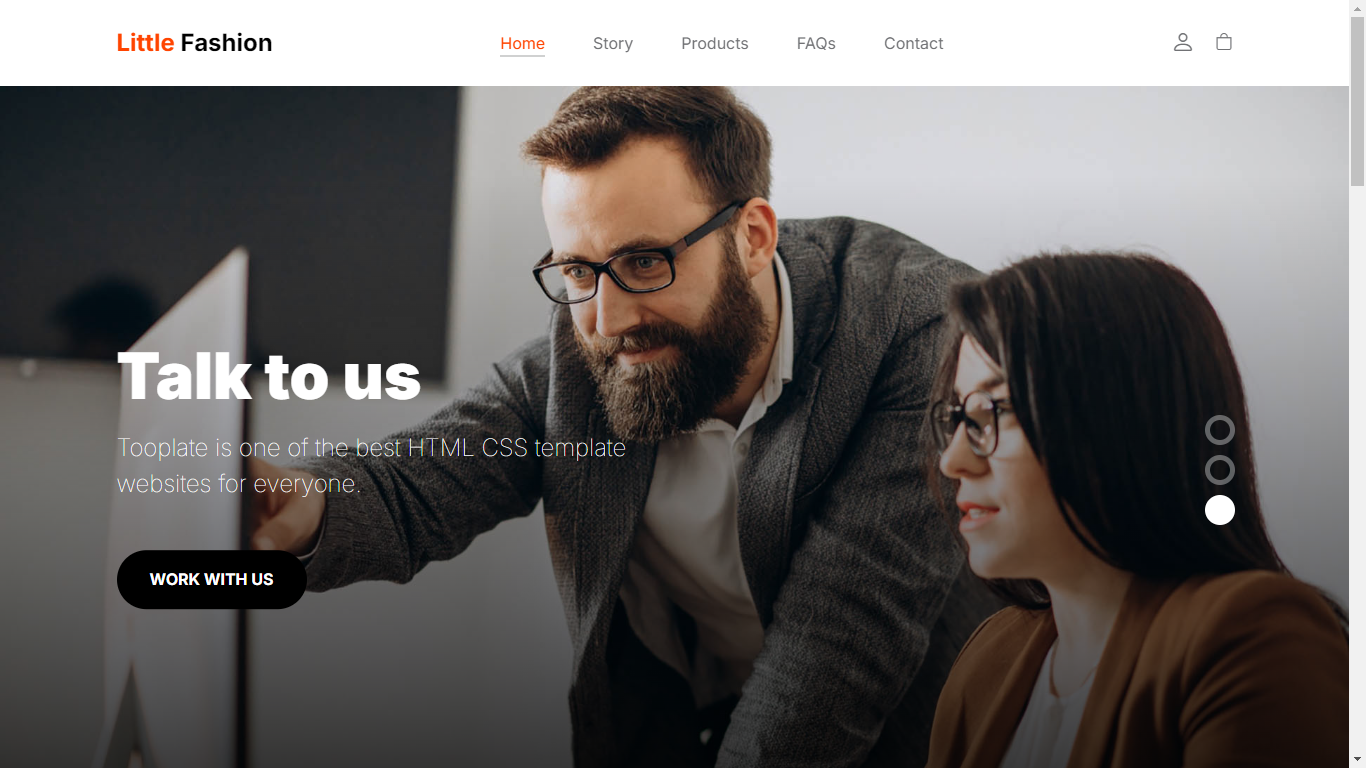 Little Fashion
Home
Story
Products
FAQs
Contact
Talk to us
Tooplate is one of the best HTML CSS template
websites for everyone.
WORK WITH US